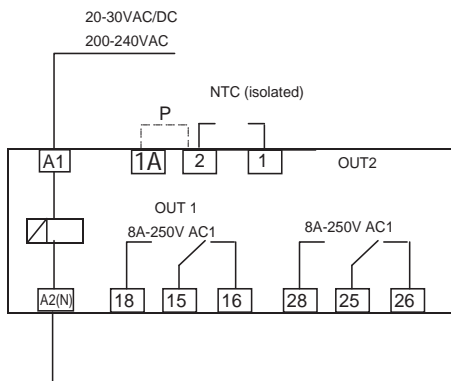 20-30VAC/DC
200-240VAC
NTC (isolated)
P
A1
1A
2
1
OUT2
OUT 1
8A-250V AC1
8A-250V AC1
A2(N)
18
15
16
28
25
26